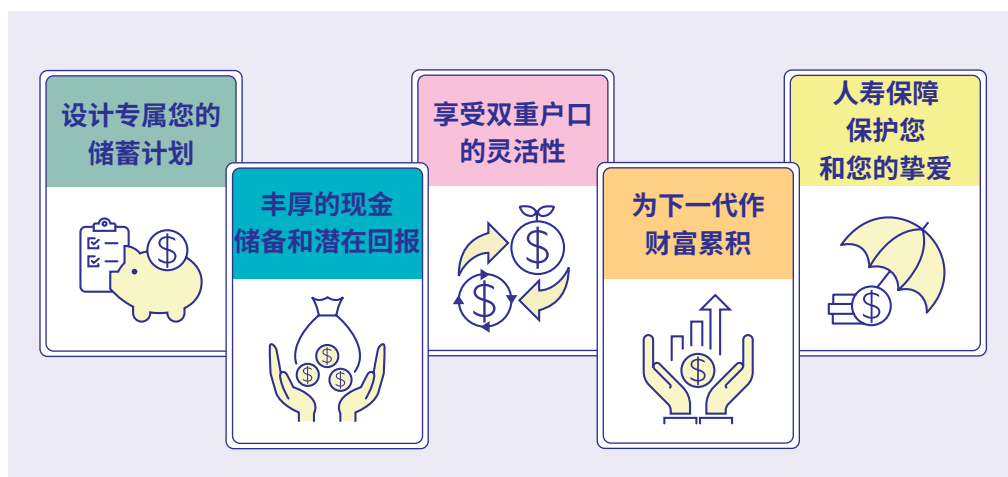 设计专属您的
储蓄计划
丰厚的现金
储备和潜在回报
享受双重户口
的灵活性
为下一代作
财富累积
人寿保障
保护您
和您的挚爱